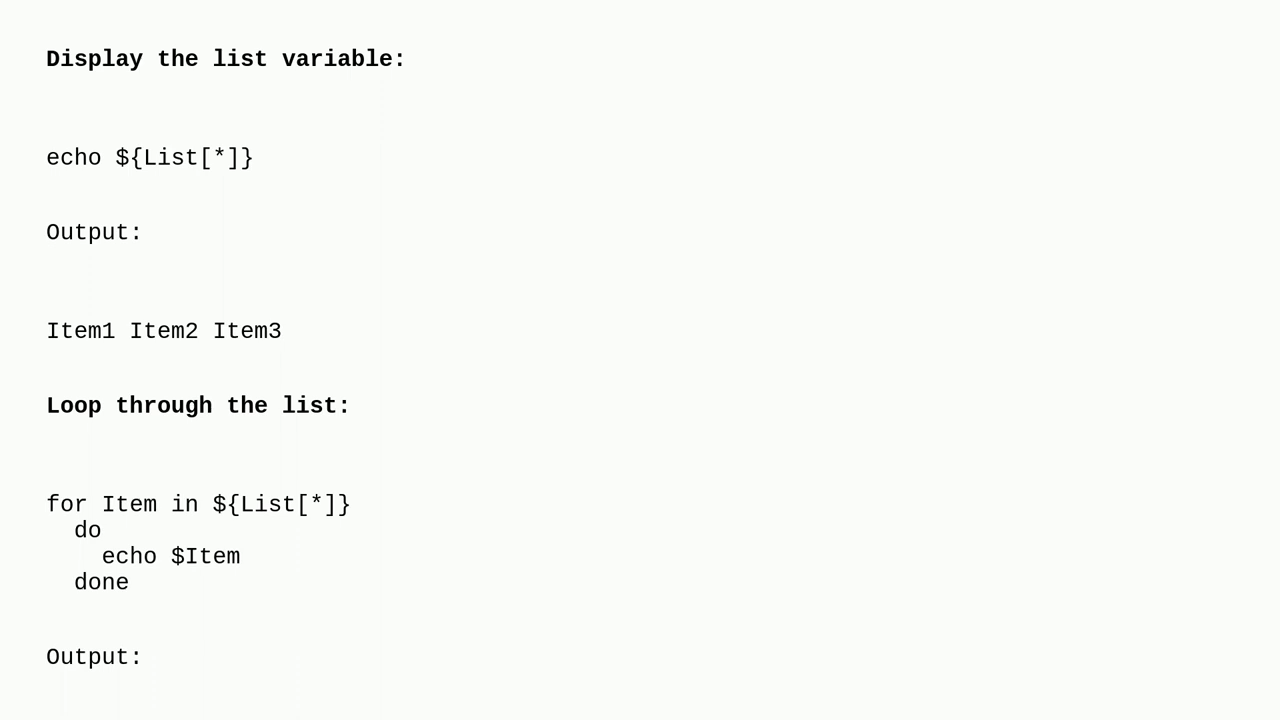 Display the list variable:
echo ${List[*]}
Output:
Item1 Item2 Item3
Loop through the list:
for Item in ${List[*]}
  do
    echo $Item
  done
Output: